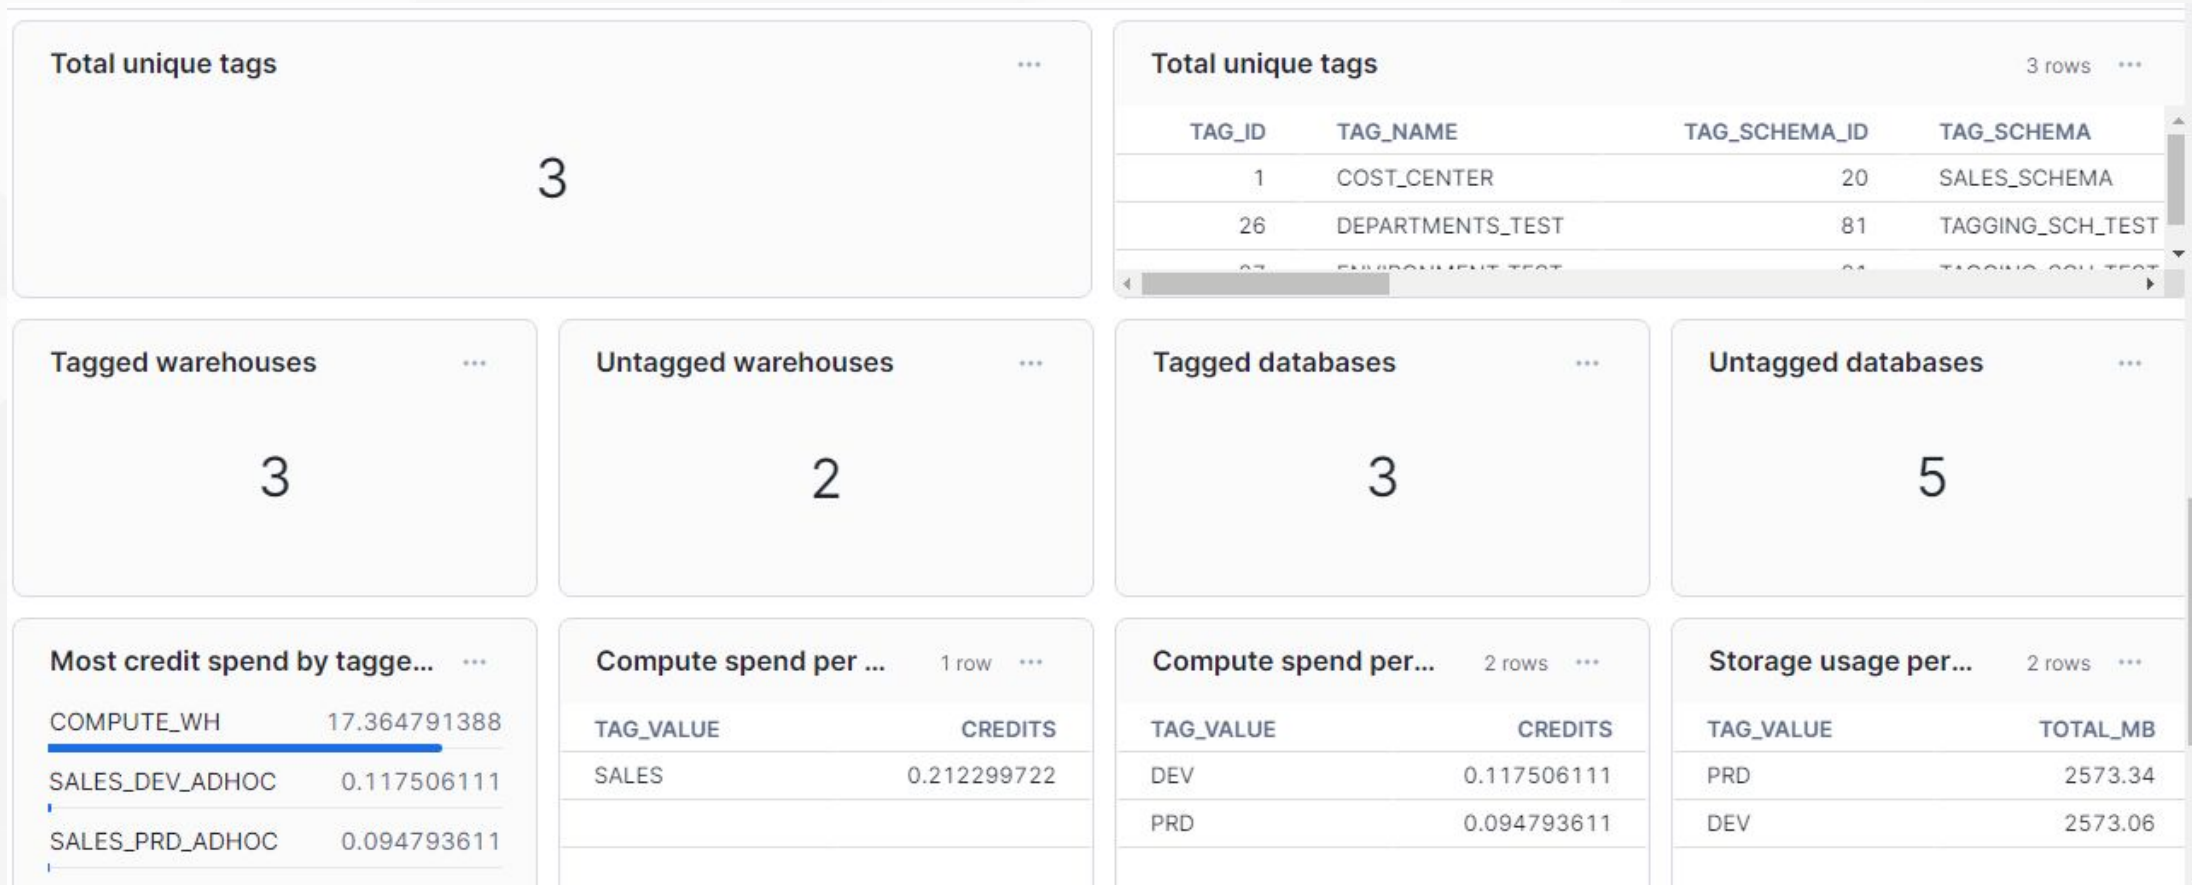 Total unique tags
3
Total unique tags 3 rows
TAG_ID TAG_NAME TAG_SCHEMA_ID TAG_SCHEMA
1 COST_CENTER 20 SALES_SCHEMA
26 DEPARTMENTS_TEST 81 TAGGING_SCH_TEST
ENVIRONMENT_TEST TAGGING_SCH_TEST
Tagged warehouses
3
Untagged warehouses
2
Tagged databases
3
Untagged databases
5
Most credit spend by tagge...
COMPUTE_WH 17.364791388
SALES_DEV_ADHOC 0.117506111
SALES_PRD_ADHOC 0.094793611
Compute spend per ... 1 row
TAG_VALUE CREDITS
SALES 0.212299722
Compute spend per... 2 rows
TAG_VALUE CREDITS
DEV 0.117506111
PRD 0.094793611
Storage usage per... 2 rows
TAG_VALUE TOTAL_MB
PRD 2573.34
DEV 2573.06